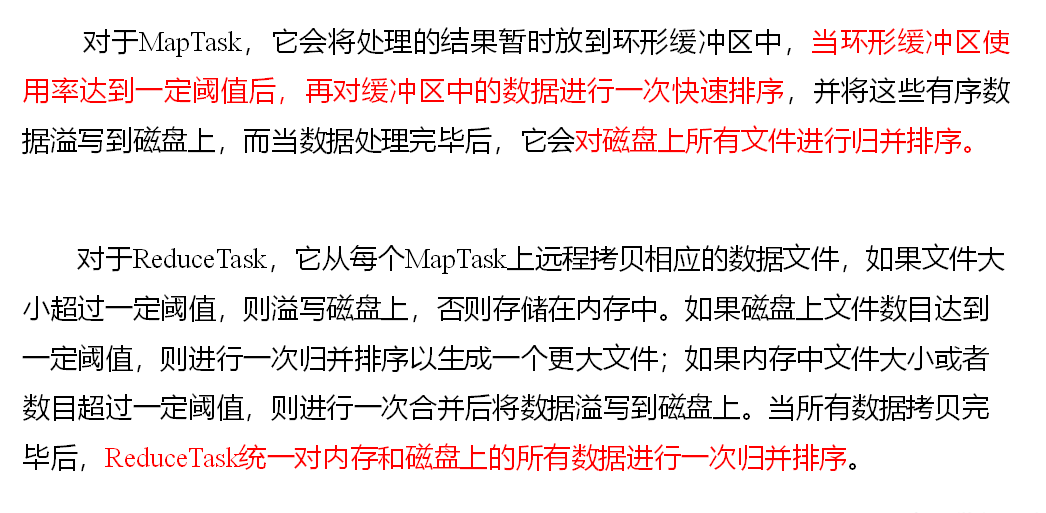 对于MapTask，它会将处理的结果暂时放到环形缓冲区中，当环形缓冲区使
用率达到一定阈值后，再对缓冲区中的数据进行一次快速排序，并将这些有序数
据溢写到磁盘上，而当数据处理完毕后，它会对磁盘上所有文件进行归并排序。
对于ReduceTask，它从每个MapTask上远程拷贝相应的数据文件，如果文件大
小超过一定阈值，则溢写磁盘上，否则存储在内存中。如果磁盘上文件数目达到
一定阈值，则进行一次归并排序以生成一个更大文件；如果内存中文件大小或者
数目超过一定阈值，则进行一次合并后将数据溢写到磁盘上。当所有数据拷贝完
毕后，ReduceTask统一对内存和磁盘上的所有数据进行一次归并排序。